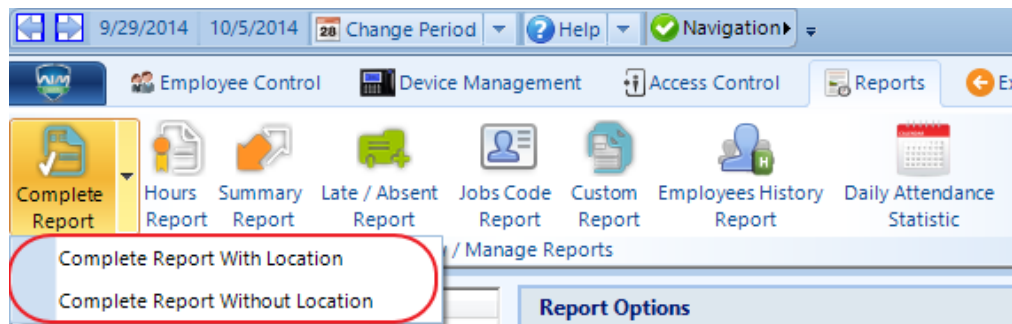 9/29/2014 10/5/2014 28 Change Period Help Navigation
AIM Employee Control Device Management Access Control Reports
Complete Report
Hours Report
Summary Report
Late / Absent Report
Jobs Code Report
Custom Report
H Employees History Report
Daily Attendance Statistic
/ Manage Reports
Complete Report With Location
Complete Report Without Location
Report Options